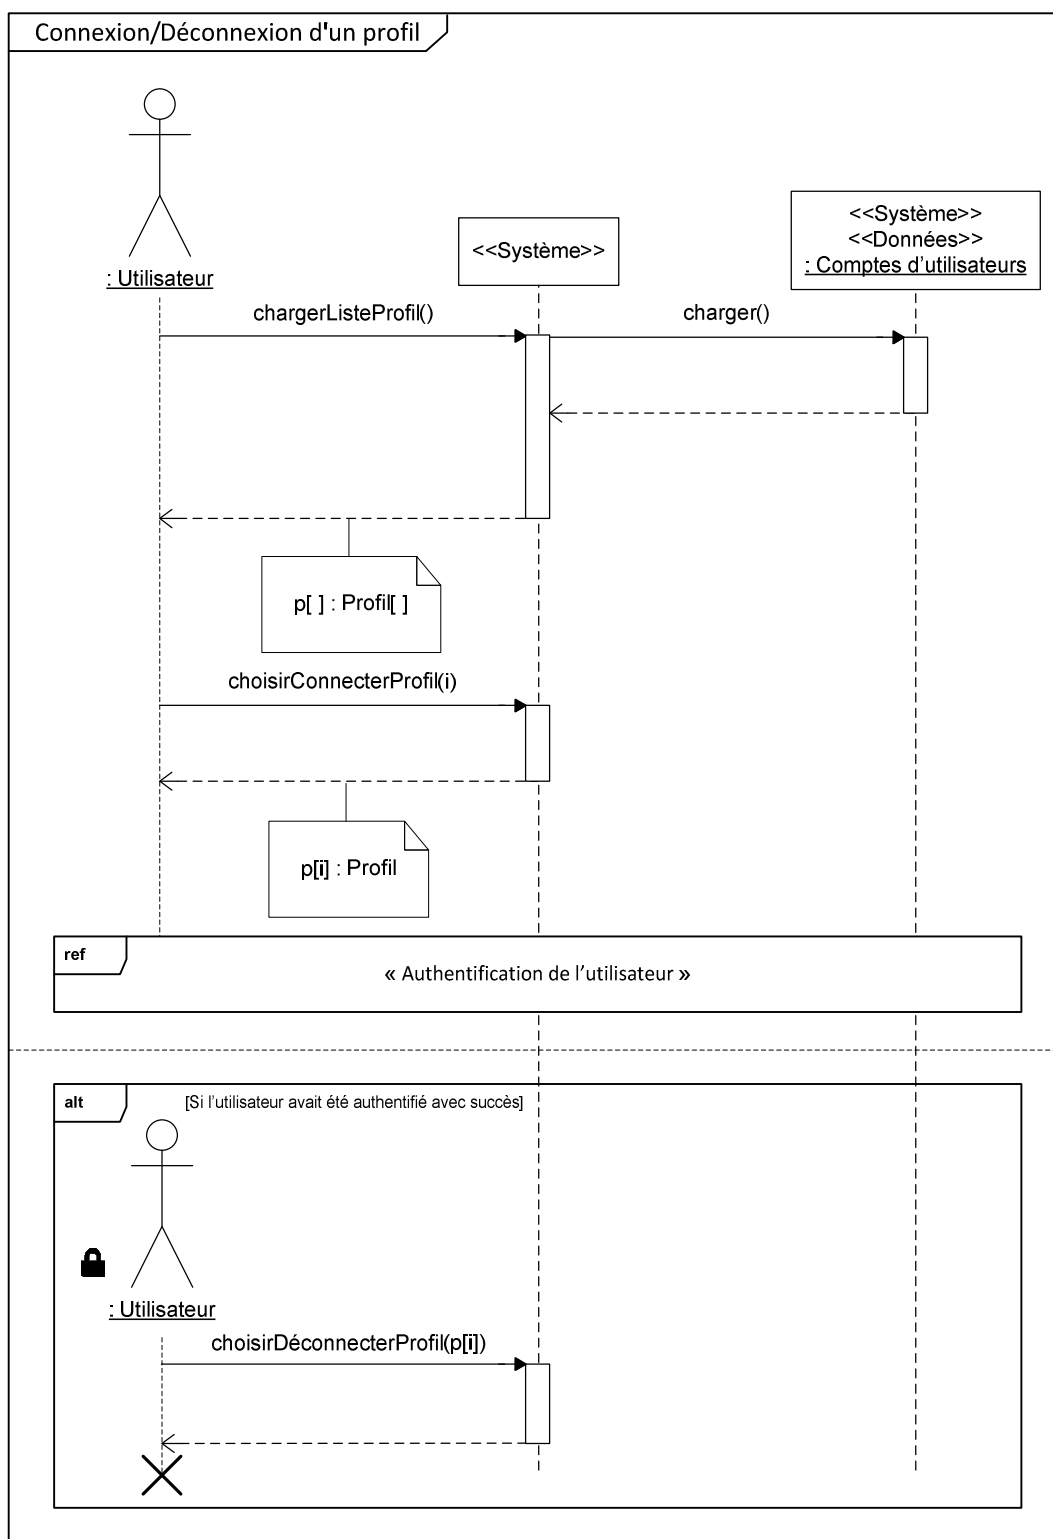 Connexion/Déconnexion d'un profil
<<Système>>
<<Système>>
<<Données>>
: Comptes d’utilisateurs
: Utilisateur
chargerListeProfil()
charger()
p[ ] : Profil[ ]
choisirConnecterProfil(i)
p[i] : Profil
ref
« Authentification de l’utilisateur »
alt
[Si l’utilisateur avait été authentifié avec succès]
: Utilisateur
choisirDéconnecterProfil(p[i])